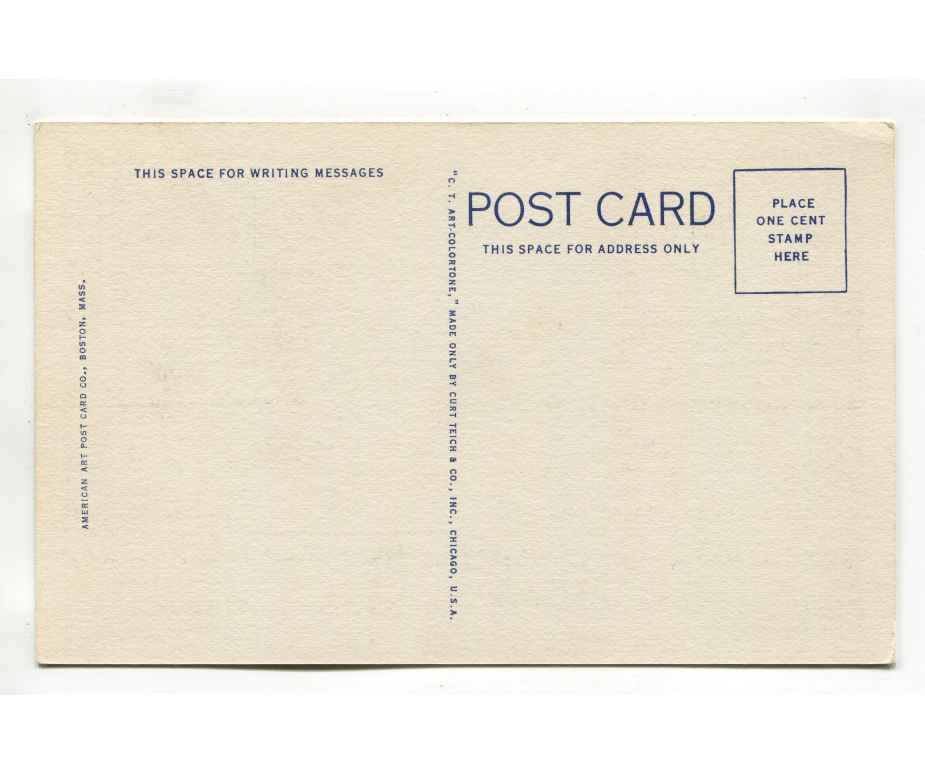 THIS SPACE FOR WRITING MESSAGES
AMERICAN ART POST CARD CO., BOSTON, MASS.
"C. T. ART-COLORTONE," MADE ONLY BY CURT TEICH & CO., INC., CHICAGO, U.S.A.
POST CARD
THIS SPACE FOR ADDRESS ONLY
PLACE
ONE CENT
STAMP
HERE